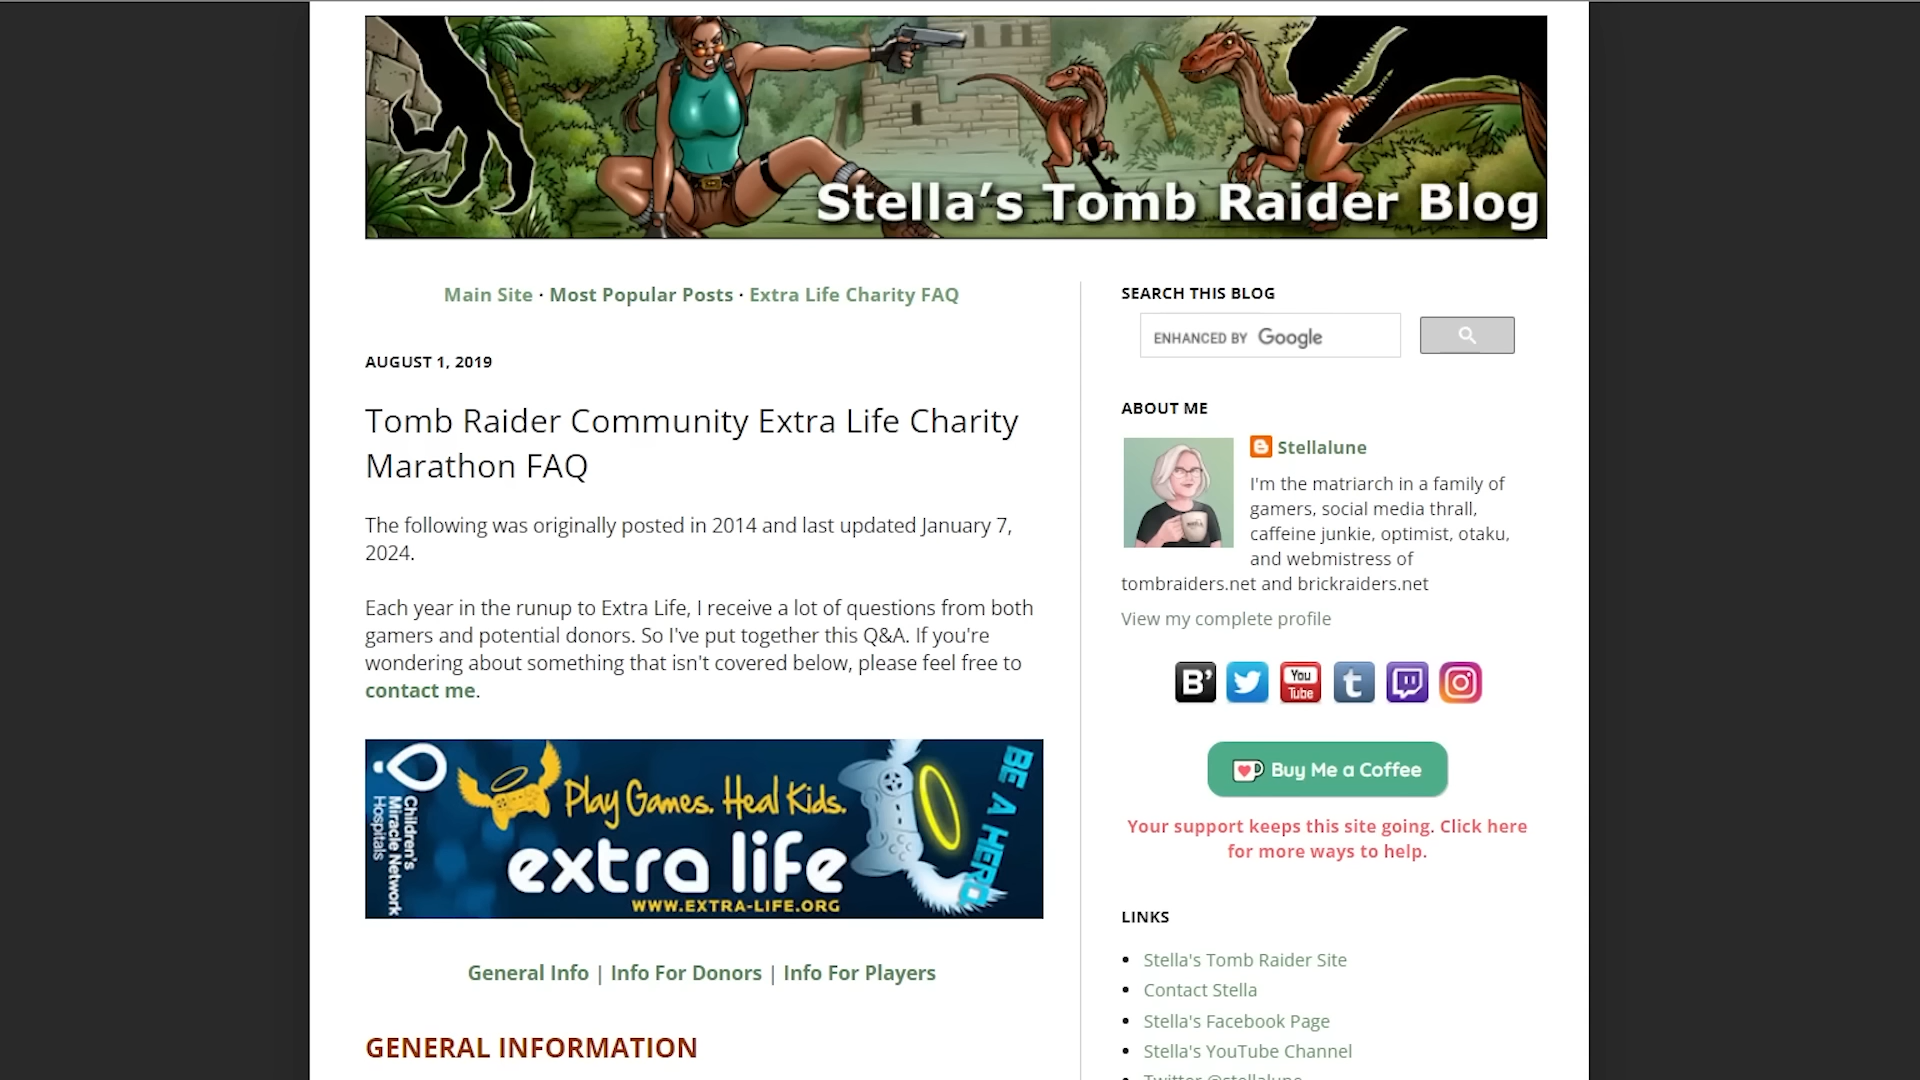 Stella's Tomb Raider Blog
Main Site · Most Popular Posts · Extra Life Charity FAQ
AUGUST 1, 2019
Tomb Raider Community Extra Life Charity
Marathon FAQ
The following was originally posted in 2014 and last updated January 7,
2024.
Each year in the runup to Extra Life, I receive a lot of questions from both
gamers and potential donors. So I've put together this Q&A. If you're
wondering about something that isn't covered below, please feel free to
contact me.
Children's
Miracle Network
Hospitals
Play Games. Heal Kids.
extra life
WWW.EXTRA-LIFE.ORG
BE A HERO
General Info | Info For Donors | Info For Players
GENERAL INFORMATION
SEARCH THIS BLOG
ENHANCED BY Google
ABOUT ME
Stellalune
I'm the matriarch in a family of
gamers, social media thrall,
caffeine junkie, optimist, otaku,
and webmistress of
tombraiders.net and brickraiders.net
View my complete profile
B'
You
Tube
t
Buy Me a Coffee
Your support keeps this site going. Click here
for more ways to help.
LINKS
Stella's Tomb Raider Site
Contact Stella
Stella's Facebook Page
Stella's YouTube Channel
Twitter @stellalune